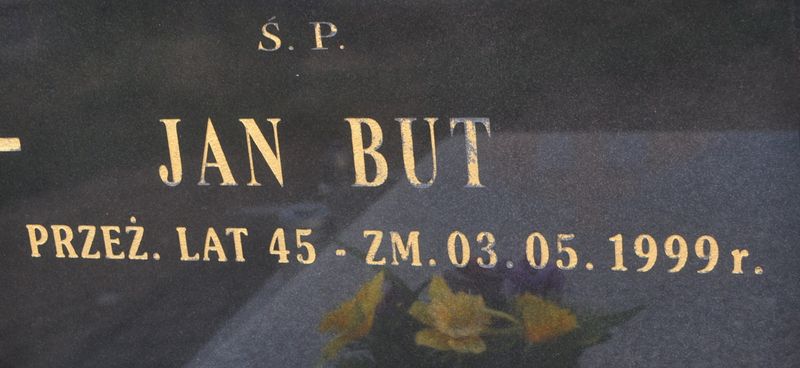 Ś. P.
JAN BUT
PRZEŻ. LAT 45 - ZM. 03. 05. 1999 r.